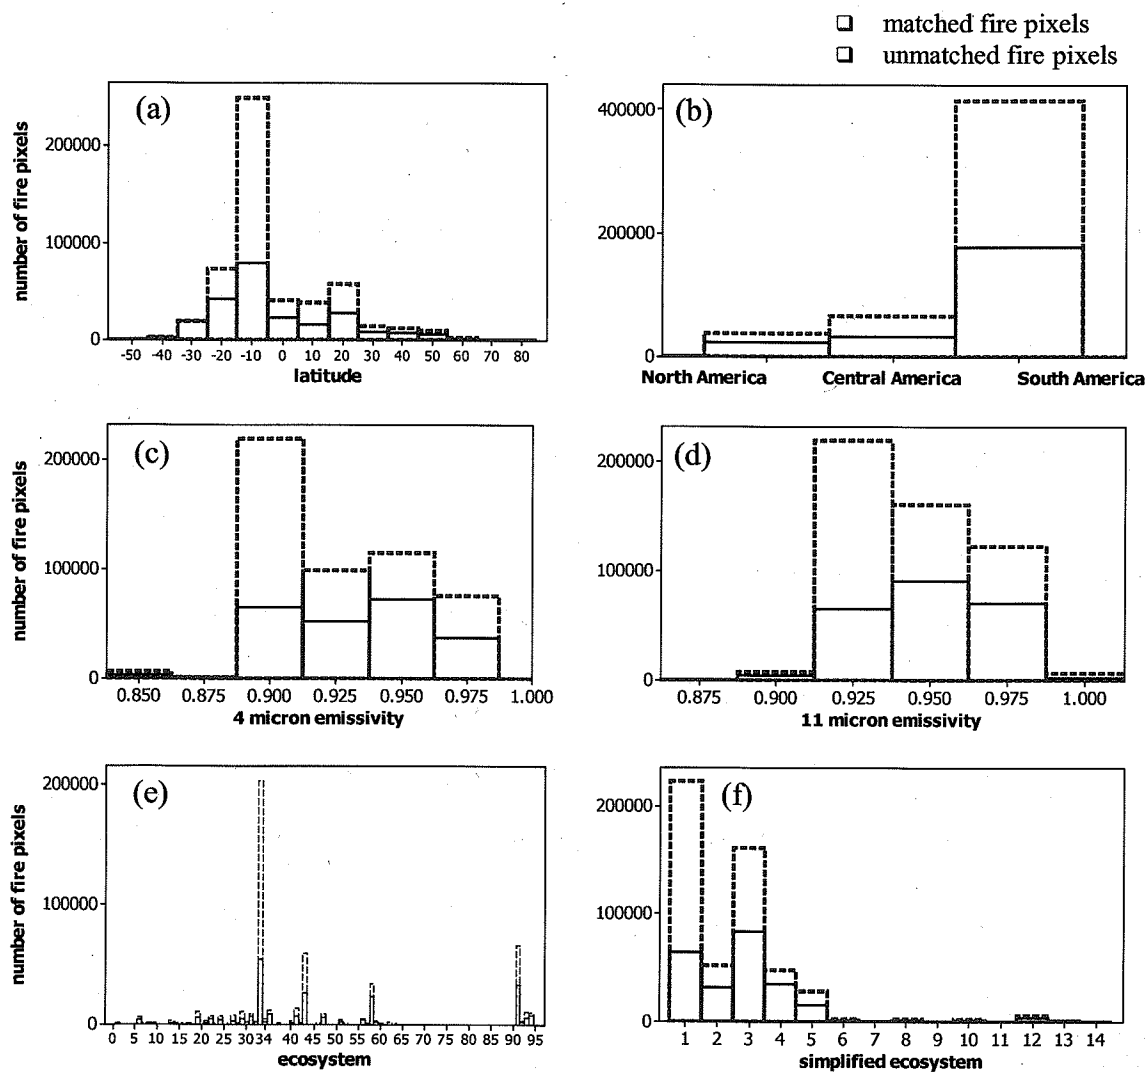 matched fire pixels
unmatched fire pixels
(a)
number of fire pixels
200000
100000
0
-50 -40 -30 -20 -10 0 10 20 30 40 50 60 70 80
latitude
(b)
400000
200000
0
North America Central America South America
(c)
number of fire pixels
200000
100000
0
0.850 0.875 0.900 0.925 0.950 0.975 1.000
4 micron emissivity
(d)
200000
100000
0
0.875 0.900 0.925 0.950 0.975 1.000
11 micron emissivity
(e)
number of fire pixels
200000
100000
0
0 5 10 15 20 25 30 34 40 45 50 55 60 65 70 75 80 85 90 95
ecosystem
(f)
200000
100000
0
1 2 3 4 5 6 7 8 9 10 11 12 13 14
simplified ecosystem